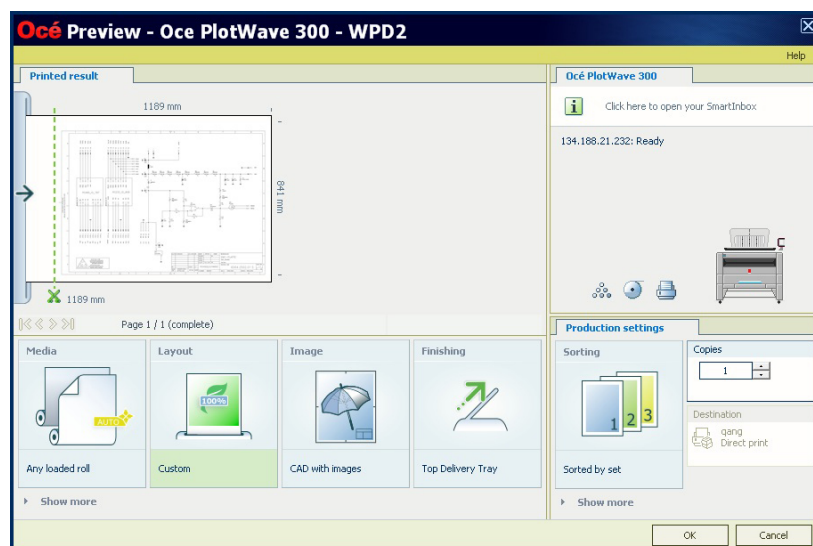 Océ Preview - Oce PlotWave 300 - WPD2
Help
Printed result
1189 mm
841 mm
1189 mm
Page 1 / 1 (complete)
Media
AUTO
Any loaded roll
Layout
100%
Custom
Image
CAD with images
Finishing
Top Delivery Tray
Show more
Océ PlotWave 300
i
Click here to open your SmartInbox
134.188.21.232: Ready
Production settings
Sorting
1 2 3
Sorted by set
Copies
1
Destination
qang
Direct print
Show more
OK
Cancel